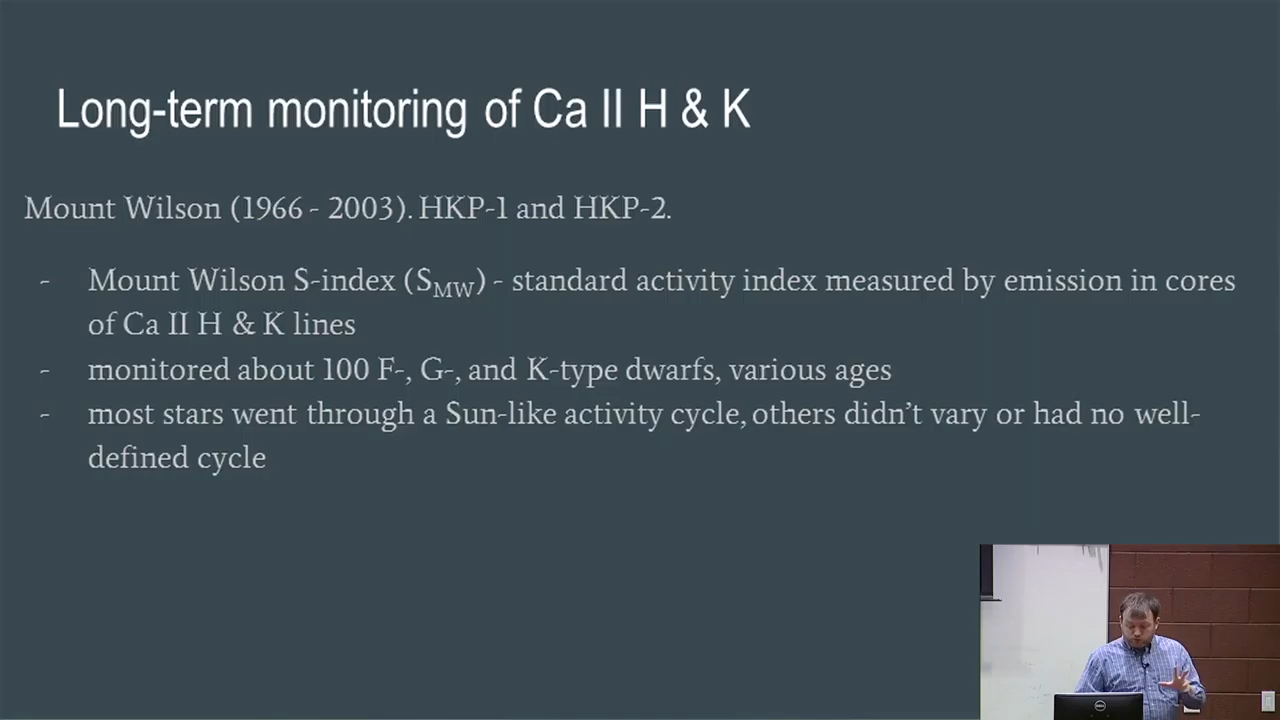 Long-term monitoring of Ca II H & K
Mount Wilson (1966 - 2003). HKP-1 and HKP-2.
- Mount Wilson S-index (S_MW) - standard activity index measured by emission in cores
of Ca II H & K lines
- monitored about 100 F-, G-, and K-type dwarfs, various ages
- most stars went through a Sun-like activity cycle, others didn't vary or had no well-
defined cycle
DELL